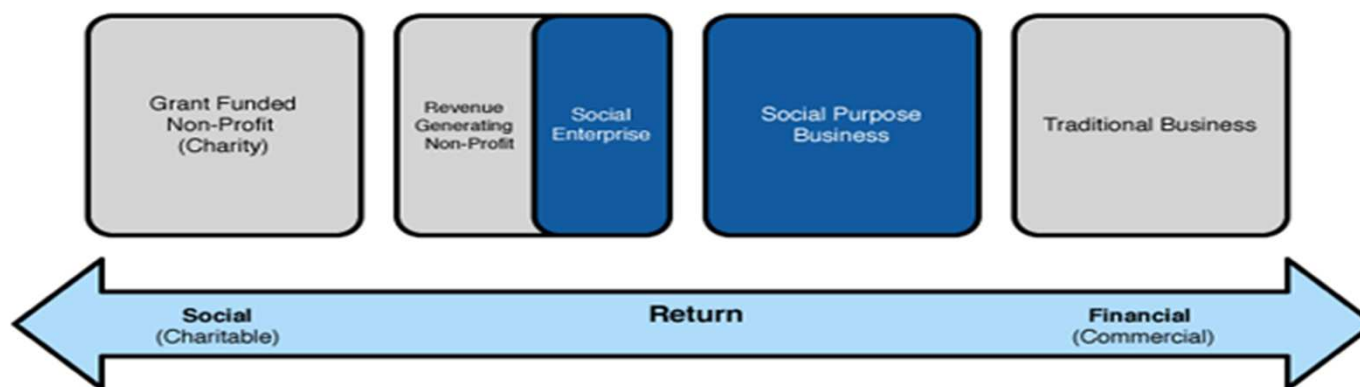 Grant Funded
Non-Profit
(Charity)
Revenue
Generating
Non-Profit
Social
Enterprise
Social Purpose
Business
Traditional Business
Social
(Charitable)
Return
Financial
(Commercial)